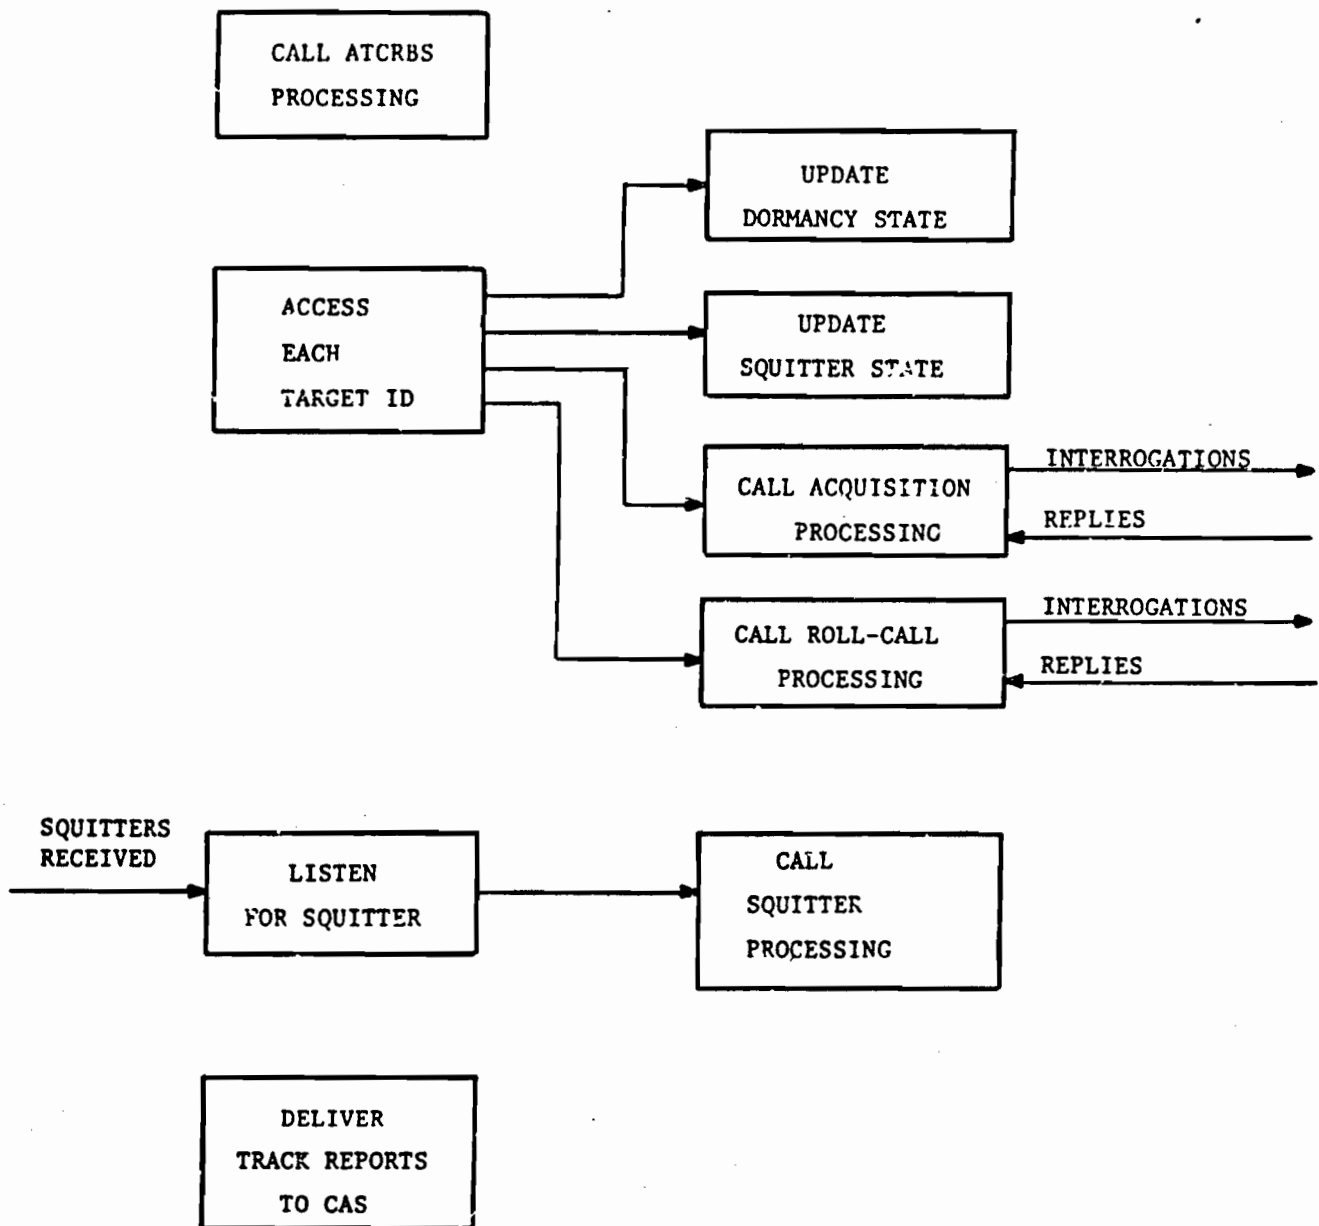 CALL ATCRBS
PROCESSING
UPDATE
DORMANCY STATE
ACCESS
EACH
TARGET ID
UPDATE
SQUITTER STATE
CALL ACQUISITION
PROCESSING
INTERROGATIONS
REPLIES
CALL ROLL-CALL
PROCESSING
INTERROGATIONS
REPLIES
SQUITTERS
RECEIVED
LISTEN
FOR SQUITTER
CALL
SQUITTER
PROCESSING
DELIVER
TRACK REPORTS
TO CAS